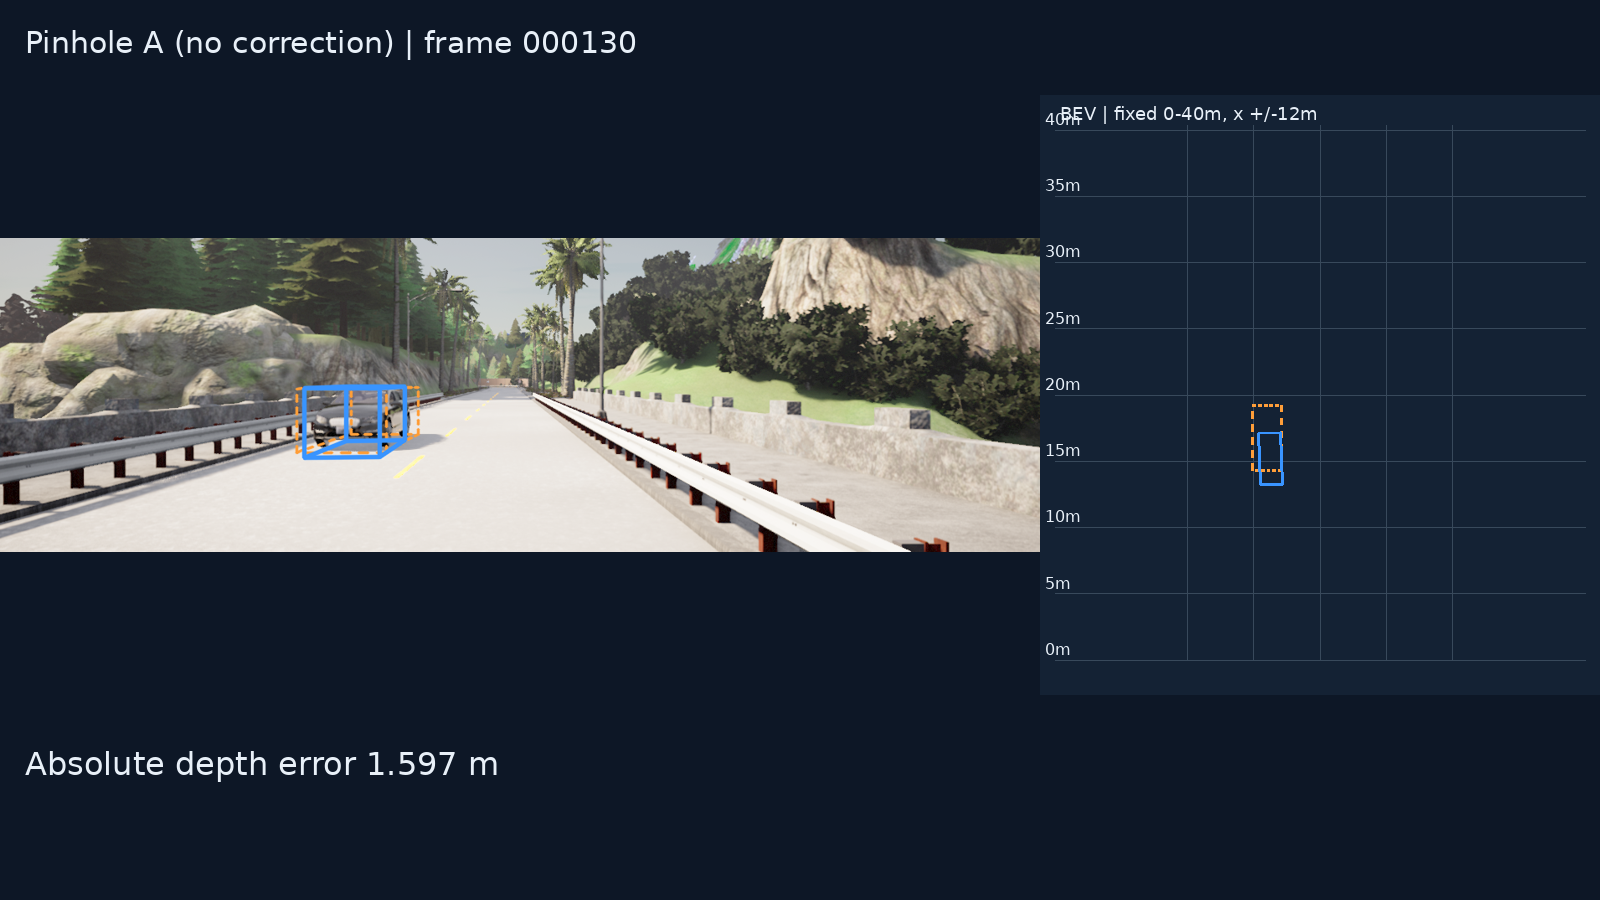 Pinhole A (no correction) | frame 000130
BEV | fixed 0-40m, x +/-12m
40m
35m
30m
25m
20m
15m
10m
5m
0m
Absolute depth error 1.597 m